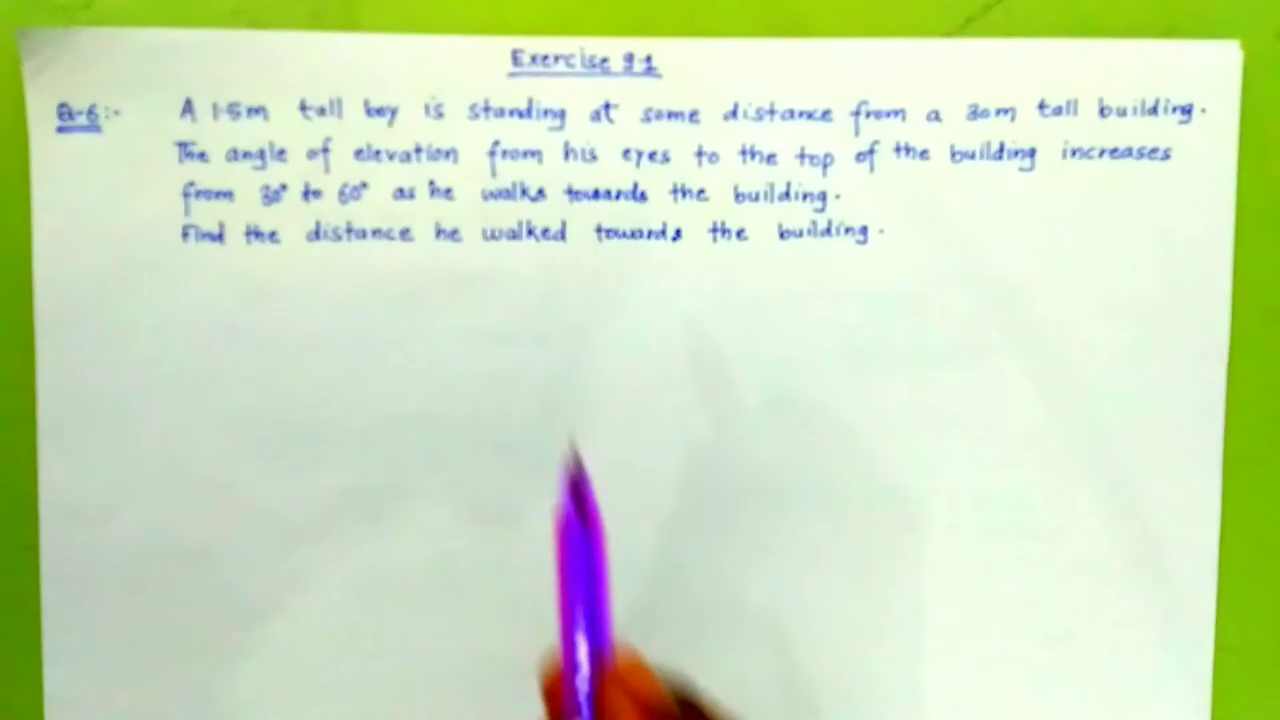 Exercise 9.1
Q-6:- A 1.5m tall boy is standing at some distance from a 30m tall building.
The angle of elevation from his eyes to the top of the building increases
from 30° to 60° as he walks towards the building.
Find the distance he walked towards the building.